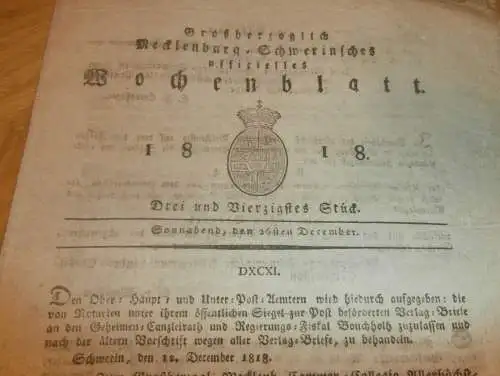 Großherzoglich
Mecklenburg-Schwerinsches
officielles
Wochenblatt.
1818.
Drei und Vierzigstes Stück.
Sonnabend, den 26sten December.
DXCXI.
Den Ober- Haupt- und Unter-Post-Aemtern wird hiedurch aufgegeben: die
von Notarien unter ihrem öffentlichen Siegel zur Post beförderten Verlag-Briefe
an den Geheimen-Canzleirath und Regierungs-Fiskal Bouchholtz zuzulassen und
nach der ältern Vorschrift wegen aller Verlag-Briefe, zu behandeln.
Schwerin, den 12. December 1818.